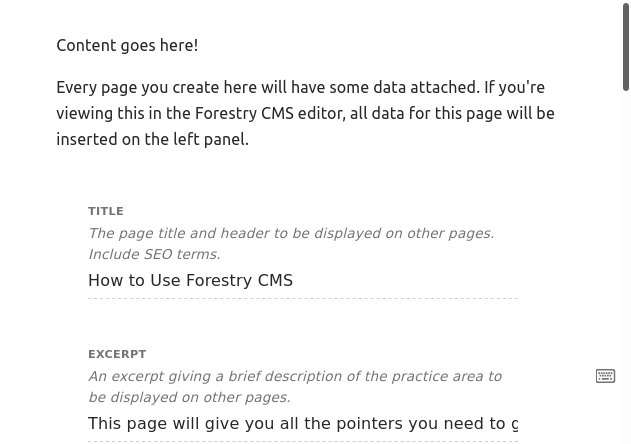 Content goes here!
Every page you create here will have some data attached. If you're
viewing this in the Forestry CMS editor, all data for this page will be
inserted on the left panel.
TITLE
The page title and header to be displayed on other pages.
Include SEO terms.
How to Use Forestry CMS
EXCERPT
An excerpt giving a brief description of the practice area to
be displayed on other pages.
This page will give you all the pointers you need to